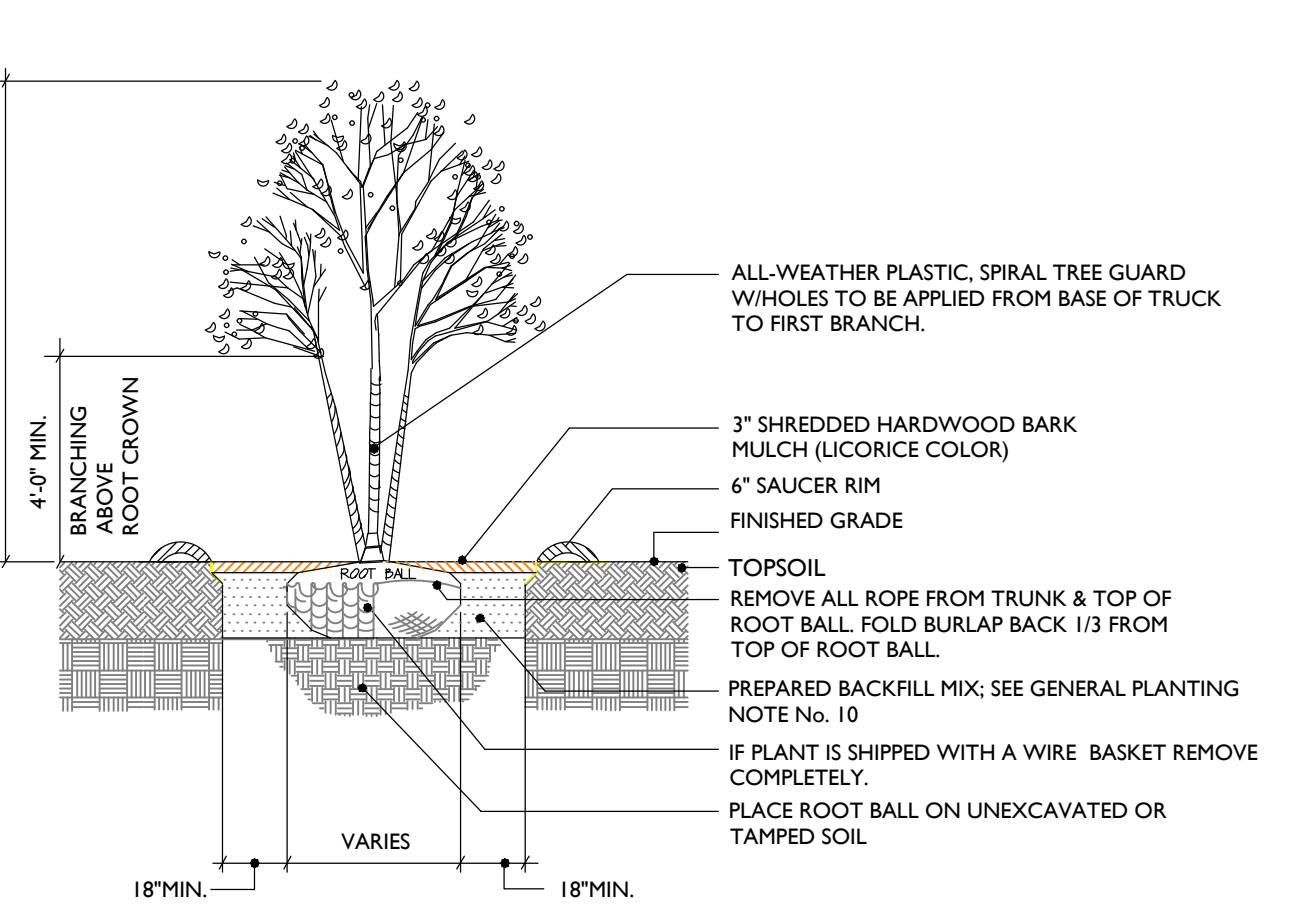 ALL-WEATHER PLASTIC, SPIRAL TREE GUARD
W/HOLES TO BE APPLIED FROM BASE OF TRUCK
TO FIRST BRANCH.
4'-0" MIN.
BRANCHING
ABOVE
ROOT CROWN
3" SHREDDED HARDWOOD BARK
MULCH (LICORICE COLOR)
6" SAUCER RIM
FINISHED GRADE
TOPSOIL
ROOT BALL
REMOVE ALL ROPE FROM TRUNK & TOP OF
ROOT BALL. FOLD BURLAP BACK 1/3 FROM
TOP OF ROOT BALL.
PREPARED BACKFILL MIX; SEE GENERAL PLANTING
NOTE No. 10
IF PLANT IS SHIPPED WITH A WIRE BASKET REMOVE
COMPLETELY.
PLACE ROOT BALL ON UNEXCAVATED OR
TAMPED SOIL
VARIES
18"MIN.
18"MIN.